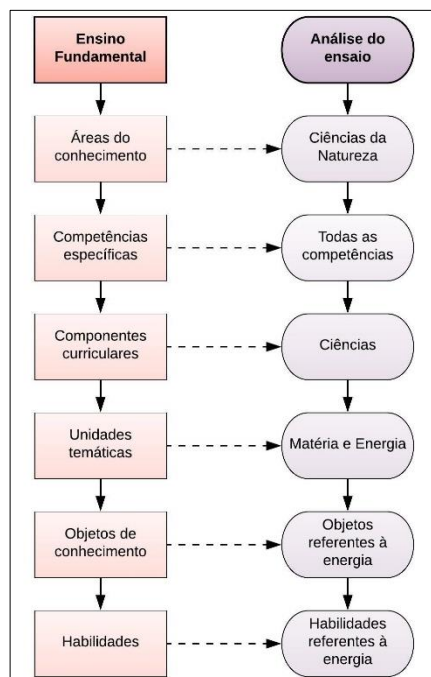 Ensino
Fundamental
Análise do
ensaio
Áreas do
conhecimento
Ciências da
Natureza
Competências
específicas
Todas as
competências
Componentes
curriculares
Ciências
Unidades
temáticas
Matéria e Energia
Objetos de
conhecimento
Objetos
referentes à
energia
Habilidades
Habilidades
referentes à
energia